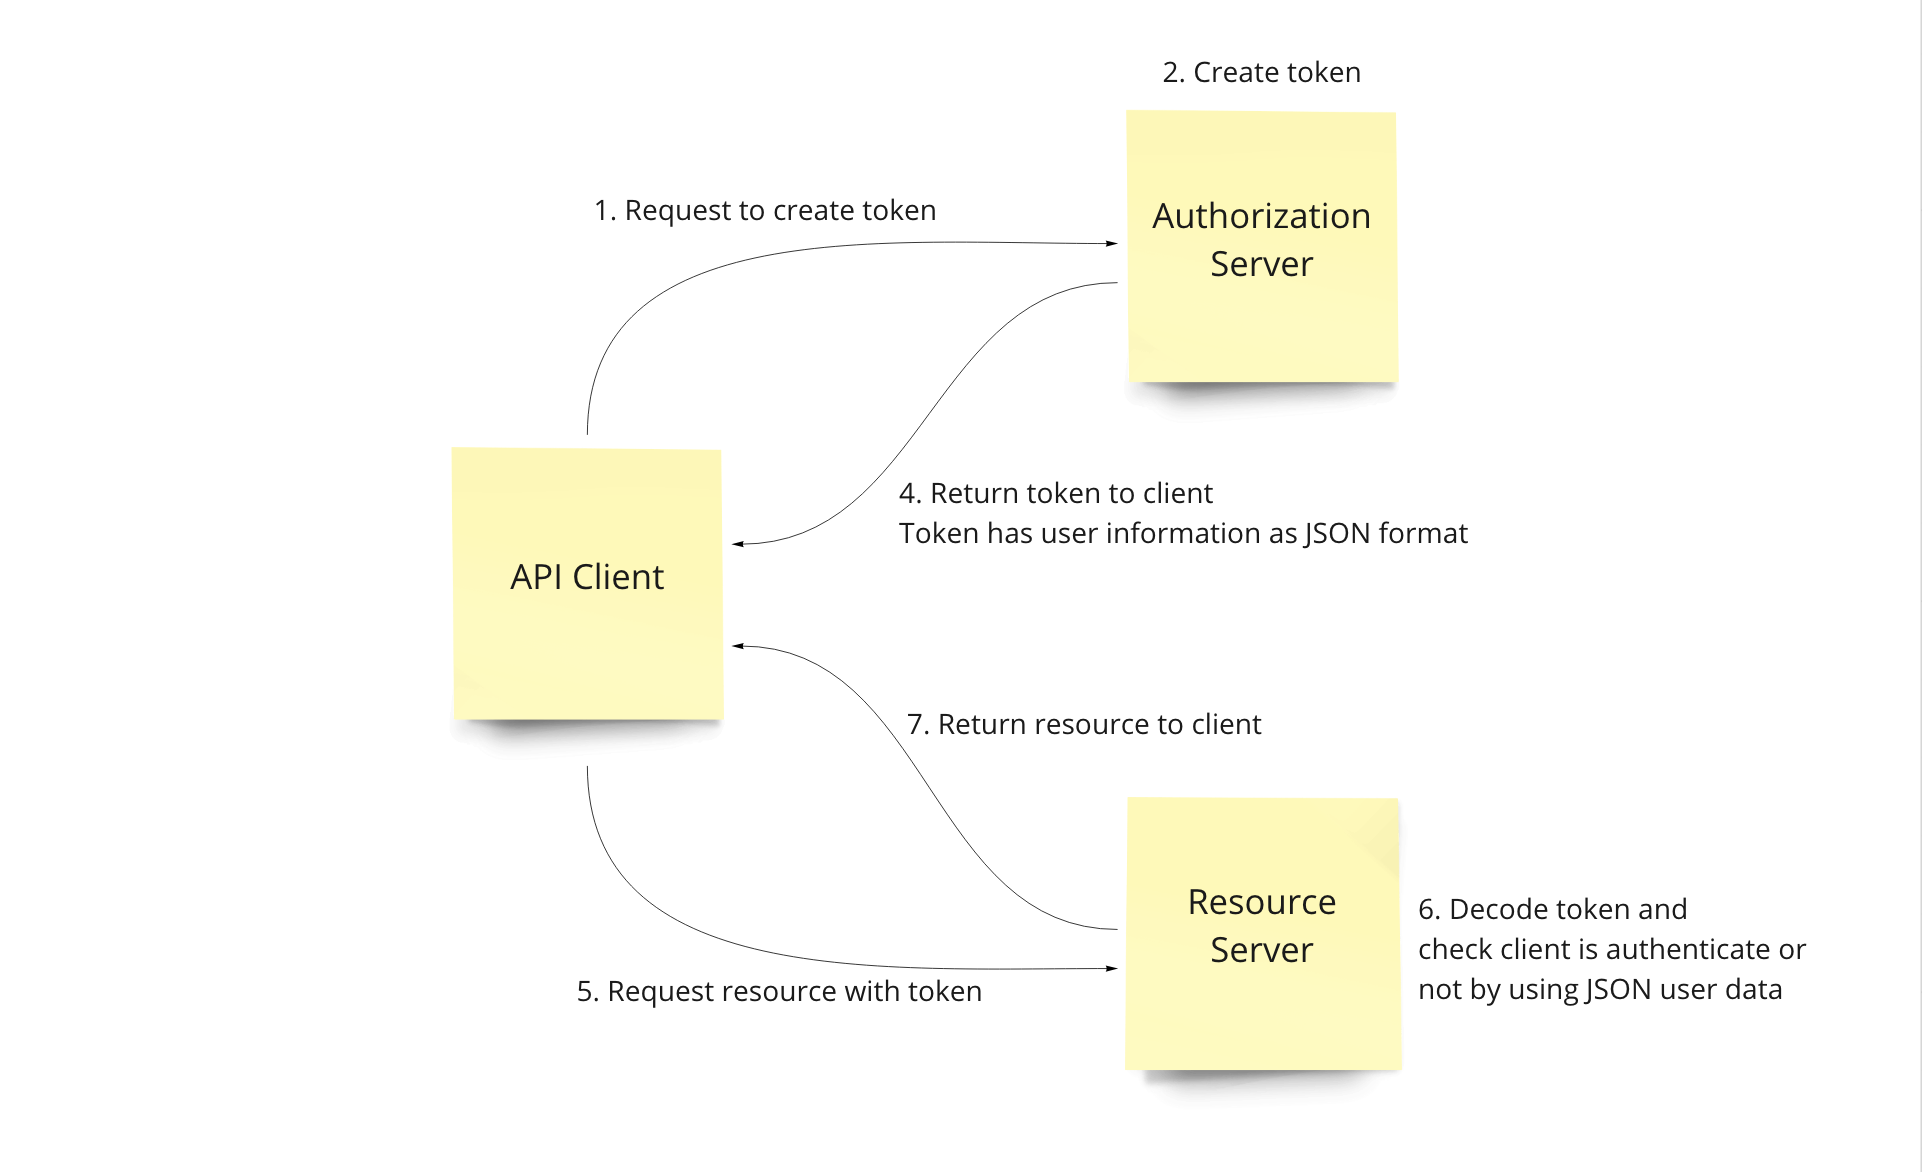 2. Create token
1. Request to create token
Authorization
Server
4. Return token to client
Token has user information as JSON format
API Client
7. Return resource to client
Resource
Server
6. Decode token and
check client is authenticate or
not by using JSON user data
5. Request resource with token